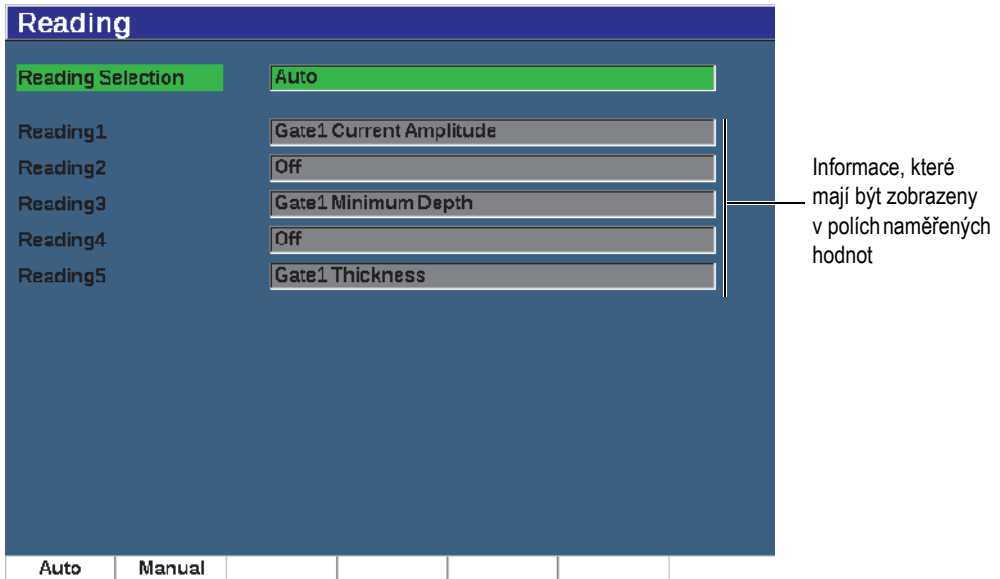 Reading
Reading Selection Auto
Reading1 Gate1 Current Amplitude
Reading2 Off
Reading3 Gate1 Minimum Depth
Reading4 Off
Reading5 Gate1 Thickness
Informace, které
mají být zobrazeny
v polích naměřených
hodnot
Auto Manual